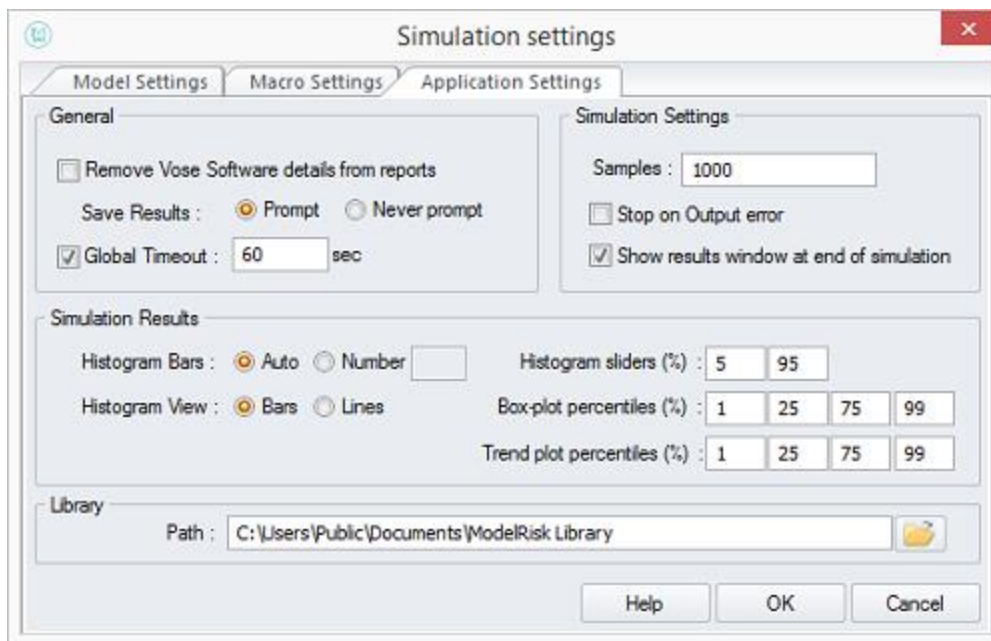 Simulation settings
Model Settings
Macro Settings
Application Settings
General
Remove Vose Software details from reports
Save Results : Prompt Never prompt
Global Timeout : 60 sec
Simulation Settings
Samples : 1000
Stop on Output error
Show results window at end of simulation
Simulation Results
Histogram Bars : Auto Number
Histogram View : Bars Lines
Histogram sliders (%) : 5 95
Box-plot percentiles (%) : 1 25 75 99
Trend plot percentiles (%) : 1 25 75 99
Library
Path : C:\Users\Public\Documents\ModelRisk Library
Help OK Cancel